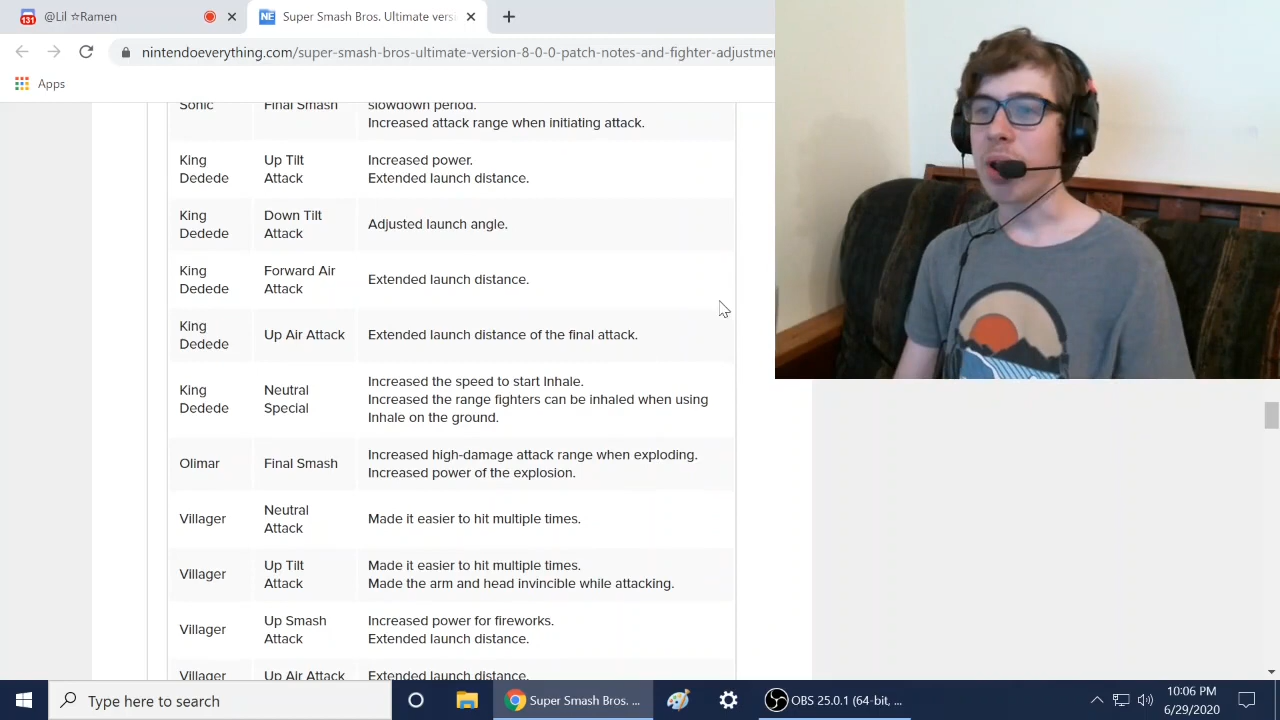 131 @Lil ☆Ramen
NE Super Smash Bros. Ultimate vers
nintendoeverything.com/super-smash-bros-ultimate-version-8-0-0-patch-notes-and-fighter-adjustmen
Apps
Sonic Final Smash slowdown period.
Increased attack range when initiating attack.
King Up Tilt Increased power.
Dedede Attack Extended launch distance.
King Down Tilt
Dedede Attack Adjusted launch angle.
King Forward Air
Dedede Attack Extended launch distance.
King
Dedede Up Air Attack Extended launch distance of the final attack.
Increased the speed to start Inhale.
King Neutral Increased the range fighters can be inhaled when using
Dedede Special Inhale on the ground.
Olimar Final Smash Increased high-damage attack range when exploding.
Increased power of the explosion.
Villager Neutral Attack Made it easier to hit multiple times.
Villager Up Tilt Attack Made it easier to hit multiple times.
Made the arm and head invincible while attacking.
Villager Up Smash Attack Increased power for fireworks.
Extended launch distance.
Villager Up Air Attack Extended launch distance.
Type here to search
Super Smash Bros. ...
OBS 25.0.1 (64-bit, ...
10:06 PM
6/29/2020